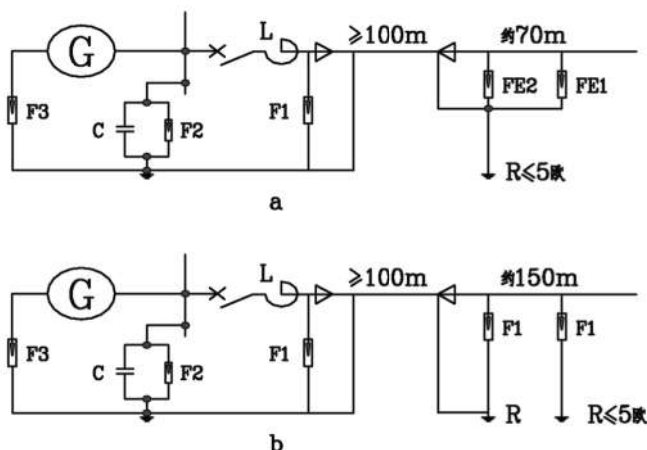 G L ≥100m 约70m
F3 C F2 F1 FE2 FE1
R≤5欧
a
G L ≥100m 约150m
F3 C F2 F1 F1 F1
R R≤5欧
b